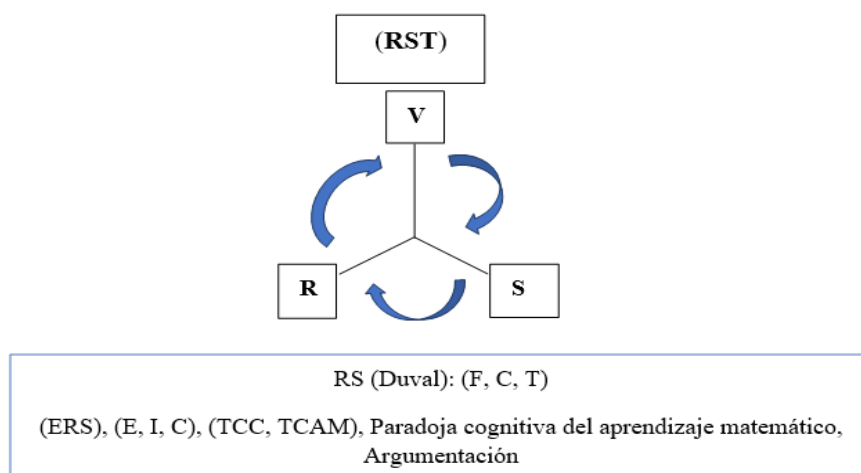 (RST)
V
R
S
RS (Duval): (F, C, T)
(ERS), (E, I, C), (TCC, TCAM), Paradoja cognitiva del aprendizaje matemático,
Argumentación